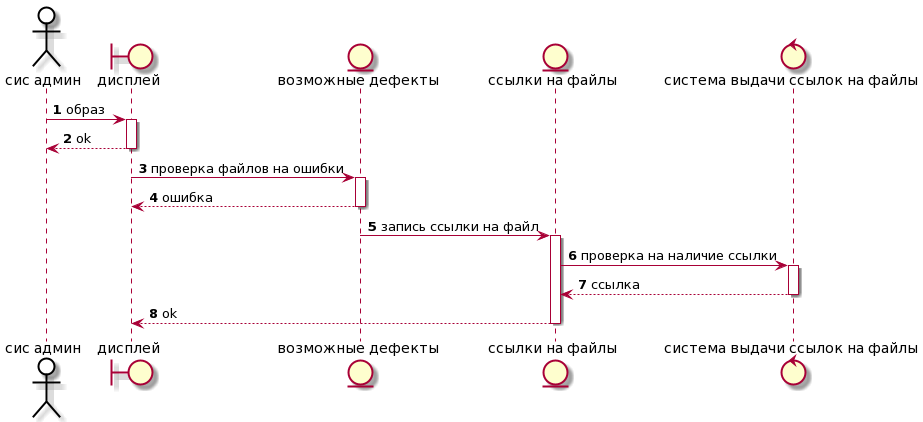 сис админ
дисплей
возможные дефекты
ссылки на файлы
система выдачи ссылок на файлы
1 образ
2 ok
3 проверка файлов на ошибки
4 ошибка
5 запись ссылки на файл
6 проверка на наличие ссылки
7 ссылка
8 ok
сис админ
дисплей
возможные дефекты
ссылки на файлы
система выдачи ссылок на файлы